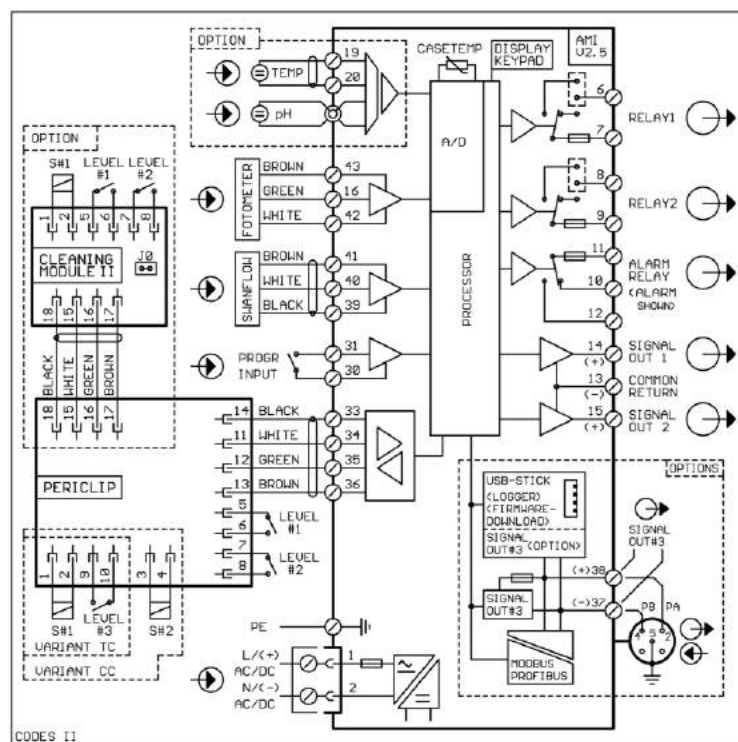 OPTION
19
TEMP
20
pH
CASETEMP
DISPLAY
KEYPAD
AMI
V2.5
A/D
PROCESSOR
6
RELAY1
7
8
RELAY2
9
11
ALARM
RELAY
10
(ALARM
SHOWN)
12
14
(+)
SIGNAL
OUT 1
13
(-)
COMMON
RETURN
15
(+)
SIGNAL
OUT 2
FOTOMETER
BROWN 43
GREEN 16
WHITE 42
SWANFLOW
BROWN 41
WHITE 40
BLACK 39
PROGR
INPUT
31
30
OPTION
S#1
LEVEL
#1
LEVEL
#2
1 2 5 6 7 8
CLEANING
MODULE II
J0
18 15 16 17
BLACK
WHITE
GREEN
BROWN
18 15 16 17
PERICLIP
14 BLACK 33
11 WHITE 34
12 GREEN 35
13 BROWN 36
5
6
LEVEL
#1
7
8
LEVEL
#2
1 2 9 10 3 4
S#1
LEVEL
#3
S#2
VARIANT TC
VARIANT CC
PE
L/(+)
AC/DC
1
N/(-)
AC/DC
2
OPTIONS
USB-STICK
(LOGGER)
(FIRMWARE-
DOWNLOAD)
SIGNAL
OUT#3 (OPTION)
SIGNAL
OUT#3
(+)38
SIGNAL
OUT#3
(-)37
PB PA
4 5 2
MODBUS
PROFIBUS
CODES II